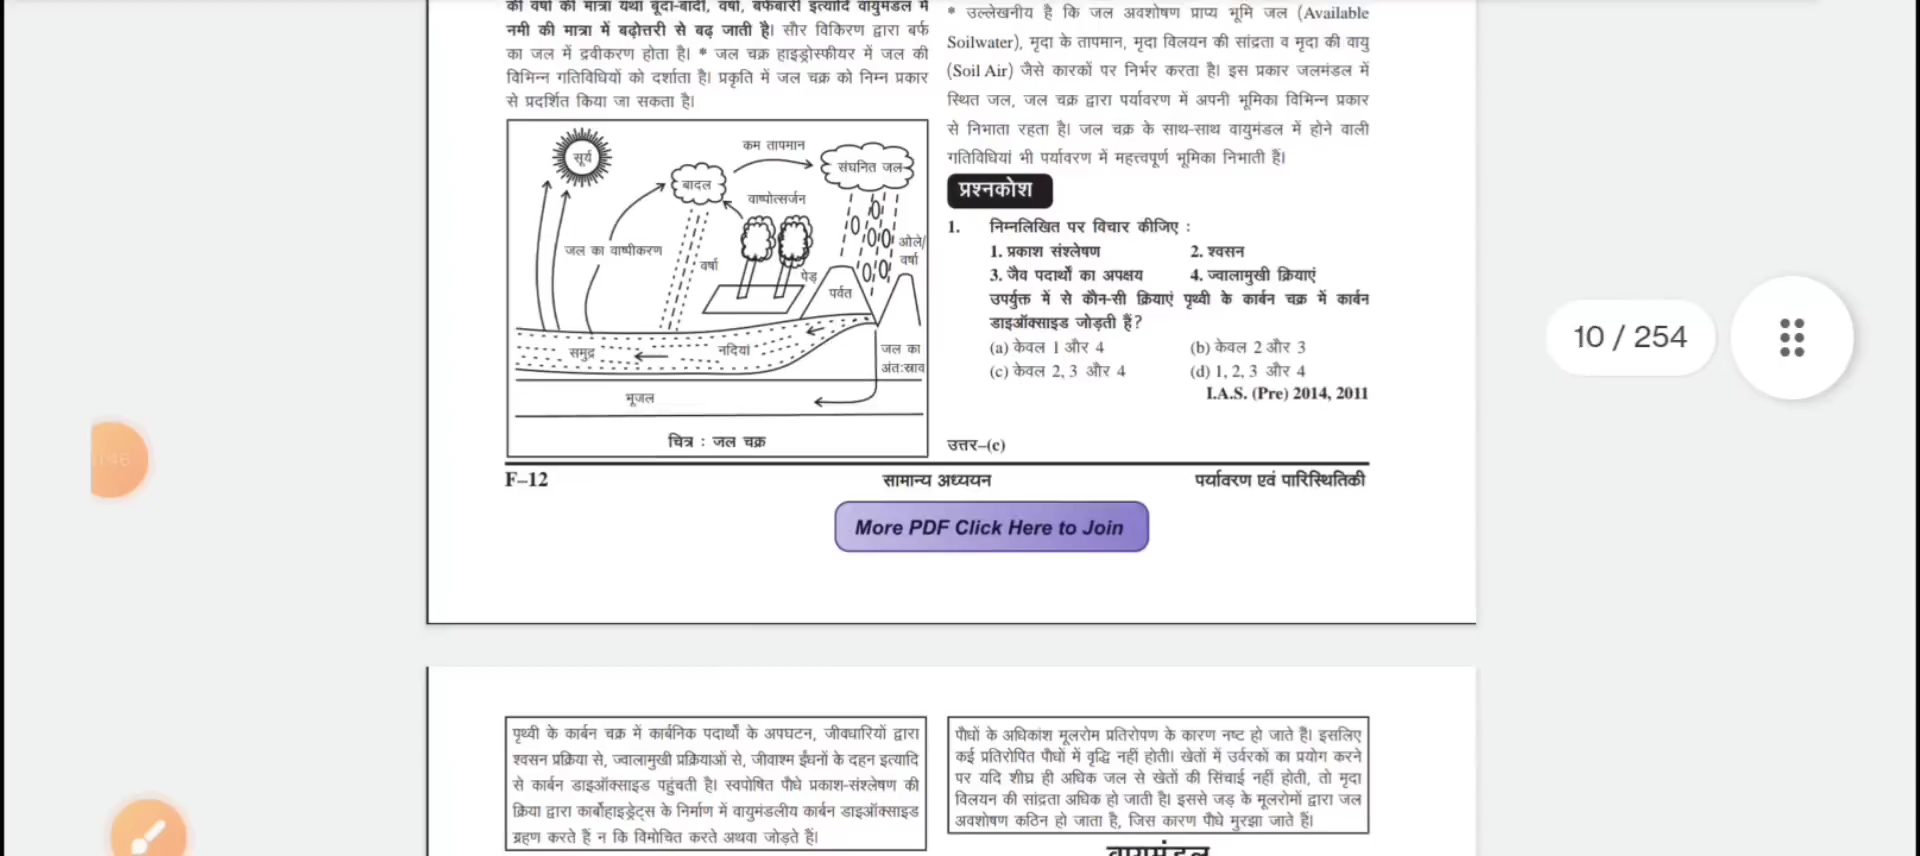 की वर्षा की मात्रा यथा बूंदा-बांदी, वर्षा, बर्फबारी इत्यादि वायुमंडल में
नमी की मात्रा में बढ़ोत्तरी से बढ़ जाती है। सौर विकिरण द्वारा बर्फ
का जल में द्रवीकरण होता है। * जल चक्र हाइड्रोस्फीयर में जल की
विभिन्न गतिविधियों को दर्शाता है। प्रकृति में जल चक्र को निम्न प्रकार
से प्रदर्शित किया जा सकता है।
सूर्य
कम तापमान
संघनित जल
बादल
वाष्पोत्सर्जन
जल का वाष्पीकरण
वर्षा
पेड़
ओले/
वर्षा
पर्वत
समुद्र
नदियां
जल का
अंत:स्राव
भूजल
चित्र : जल चक्र
* उल्लेखनीय है कि जल अवशोषण प्राप्य भूमि जल (Available
Soilwater), मृदा के तापमान, मृदा विलयन की सांद्रता व मृदा की वायु
(Soil Air) जैसे कारकों पर निर्भर करता है। इस प्रकार जलमंडल में
स्थित जल, जल चक्र द्वारा पर्यावरण में अपनी भूमिका विभिन्न प्रकार
से निभाता रहता है। जल चक्र के साथ-साथ वायुमंडल में होने वाली
गतिविधियां भी पर्यावरण में महत्त्वपूर्ण भूमिका निभाती हैं।
प्रश्नकोश
1. निम्नलिखित पर विचार कीजिए :
1. प्रकाश संश्लेषण 2. श्वसन
3. जैव पदार्थों का अपक्षय 4. ज्वालामुखी क्रियाएं
उपर्युक्त में से कौन-सी क्रियाएं पृथ्वी के कार्बन चक्र में कार्बन
डाइऑक्साइड जोड़ती हैं?
(a) केवल 1 और 4 (b) केवल 2 और 3
(c) केवल 2, 3 और 4 (d) 1, 2, 3 और 4
I.A.S. (Pre) 2014, 2011
उत्तर–(c)
F–12 सामान्य अध्ययन पर्यावरण एवं पारिस्थितिकी
More PDF Click Here to Join
10 / 254
पृथ्वी के कार्बन चक्र में कार्बनिक पदार्थों के अपघटन, जीवधारियों द्वारा
श्वसन प्रक्रिया से, ज्वालामुखी प्रक्रियाओं से, जीवाश्म ईंधनों के दहन इत्यादि
से कार्बन डाइऑक्साइड पहुंचती है। स्वपोषित पौधे प्रकाश-संश्लेषण की
क्रिया द्वारा कार्बोहाइड्रेट्स के निर्माण में वायुमंडलीय कार्बन डाइऑक्साइड
ग्रहण करते हैं न कि विमोचित करते अथवा जोड़ते हैं।
पौधों के अधिकांश मूलरोम प्रतिरोपण के कारण नष्ट हो जाते हैं। इसलिए
कई प्रतिरोपित पौधों में वृद्धि नहीं होती। खेतों में उर्वरकों का प्रयोग करने
पर यदि शीघ्र ही अधिक जल से खेतों की सिंचाई नहीं होती, तो मृदा
विलयन की सांद्रता अधिक हो जाती है। इससे जड़ के मूलरोमों द्वारा जल
अवशोषण कठिन हो जाता है, जिस कारण पौधे मुरझा जाते हैं।
वायुमंडल